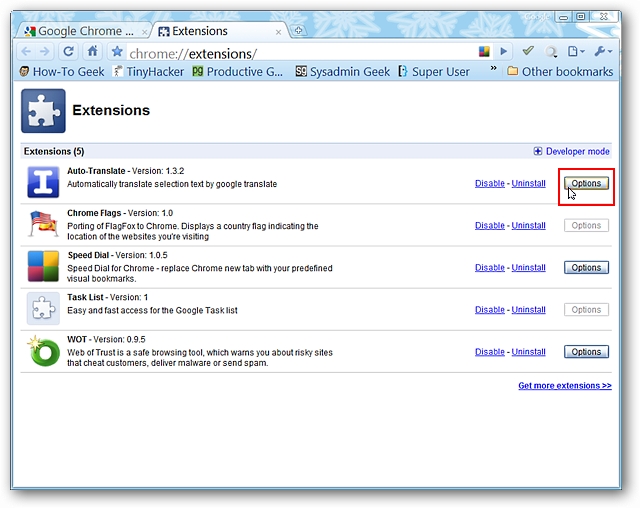 Google Chrome ...
Extensions
chrome://extensions/
How-To Geek
TinyHacker
Productive G...
Sysadmin Geek
Super User
»
Other bookmarks
Extensions
Extensions (5)
Developer mode
Auto-Translate - Version: 1.3.2
Automatically translate selection text by google translate
Disable - Uninstall
Options
Chrome Flags - Version: 1.0
Porting of FlagFox to Chrome. Displays a country flag indicating the
location of the websites you're visiting
Disable - Uninstall
Options
Speed Dial - Version: 1.0.5
Speed Dial for Chrome - replace Chrome new tab with your predefined
visual bookmarks.
Disable - Uninstall
Options
Task List - Version: 1
Easy and fast access for the Google Task list
Disable - Uninstall
Options
WOT - Version: 0.9.5
Web of Trust is a safe browsing tool, which warns you about risky sites
that cheat customers, deliver malware or send spam.
Disable - Uninstall
Options
Get more extensions >>